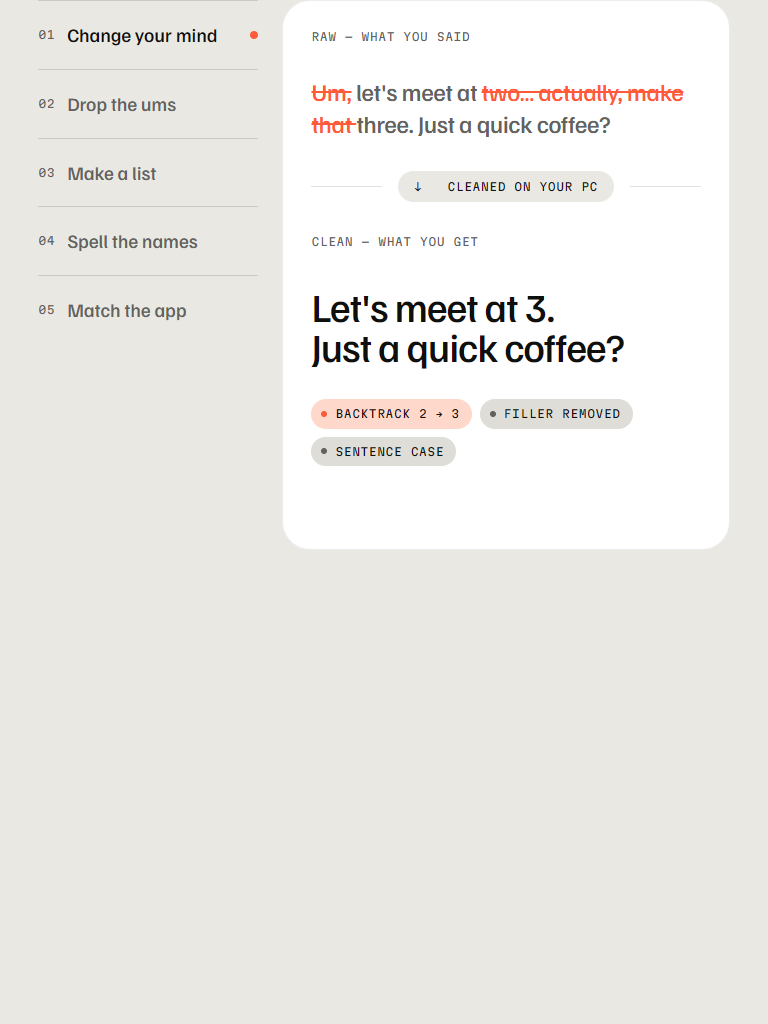 01 Change your mind
02 Drop the ums
03 Make a list
04 Spell the names
05 Match the app
RAW — WHAT YOU SAID
Um, let's meet at two… actually, make
that three. Just a quick coffee?
↓ CLEANED ON YOUR PC
CLEAN — WHAT YOU GET
Let's meet at 3.
Just a quick coffee?
BACKTRACK 2 → 3
FILLER REMOVED
SENTENCE CASE